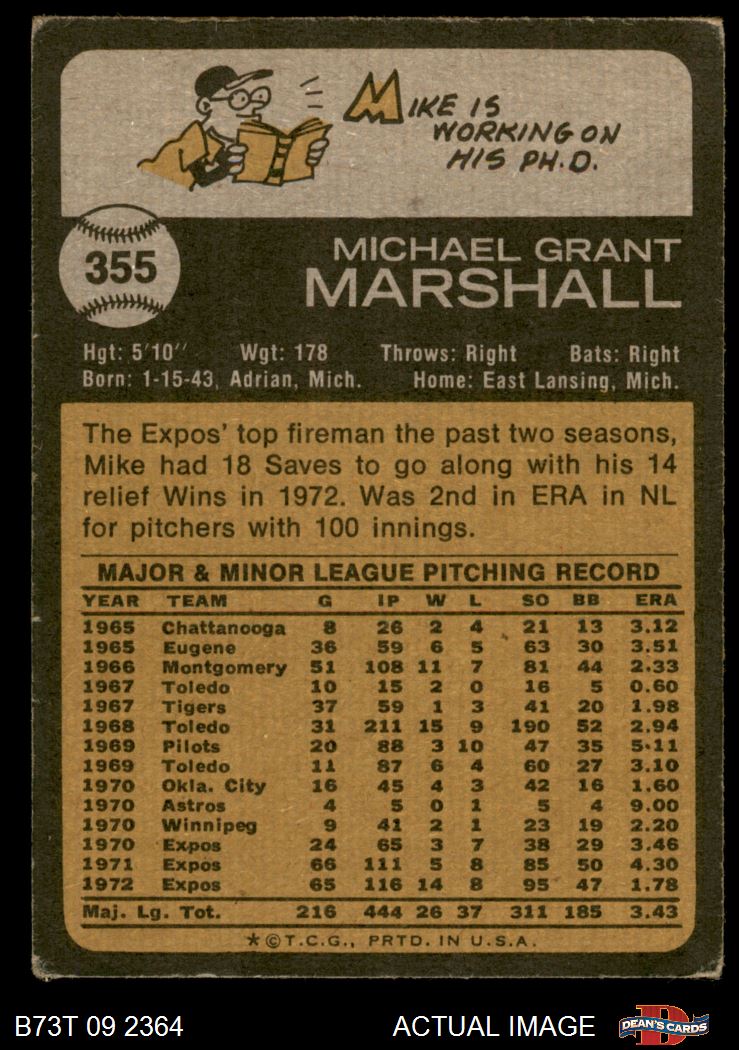 MIKE IS
WORKING ON
HIS PH.D.
355
MICHAEL GRANT
MARSHALL
Hgt: 5'10" Wgt: 178 Throws: Right Bats: Right
Born: 1-15-43, Adrian, Mich. Home: East Lansing, Mich.
The Expos' top fireman the past two seasons,
Mike had 18 Saves to go along with his 14
relief Wins in 1972. Was 2nd in ERA in NL
for pitchers with 100 innings.
MAJOR & MINOR LEAGUE PITCHING RECORD
YEAR TEAM G IP W L SO BB ERA
1965 Chattanooga 8 26 2 4 21 13 3.12
1965 Eugene 36 59 6 5 63 30 3.51
1966 Montgomery 51 108 11 7 81 44 2.33
1967 Toledo 10 15 2 0 16 5 0.60
1967 Tigers 37 59 1 3 41 20 1.98
1968 Toledo 31 211 15 9 190 52 2.94
1969 Pilots 20 88 3 10 47 35 5.11
1969 Toledo 11 87 6 4 60 27 3.10
1970 Okla. City 16 45 4 3 42 16 1.60
1970 Astros 4 5 0 1 5 4 9.00
1970 Winnipeg 9 41 2 1 23 19 2.20
1970 Expos 24 65 3 7 38 29 3.46
1971 Expos 66 111 5 8 85 50 4.30
1972 Expos 65 116 14 8 95 47 1.78
Maj. Lg. Tot. 216 444 26 37 311 185 3.43
★©T.C.G., PRTD. IN U.S.A.
B73T 09 2364 ACTUAL IMAGE D DEAN'S CARDS